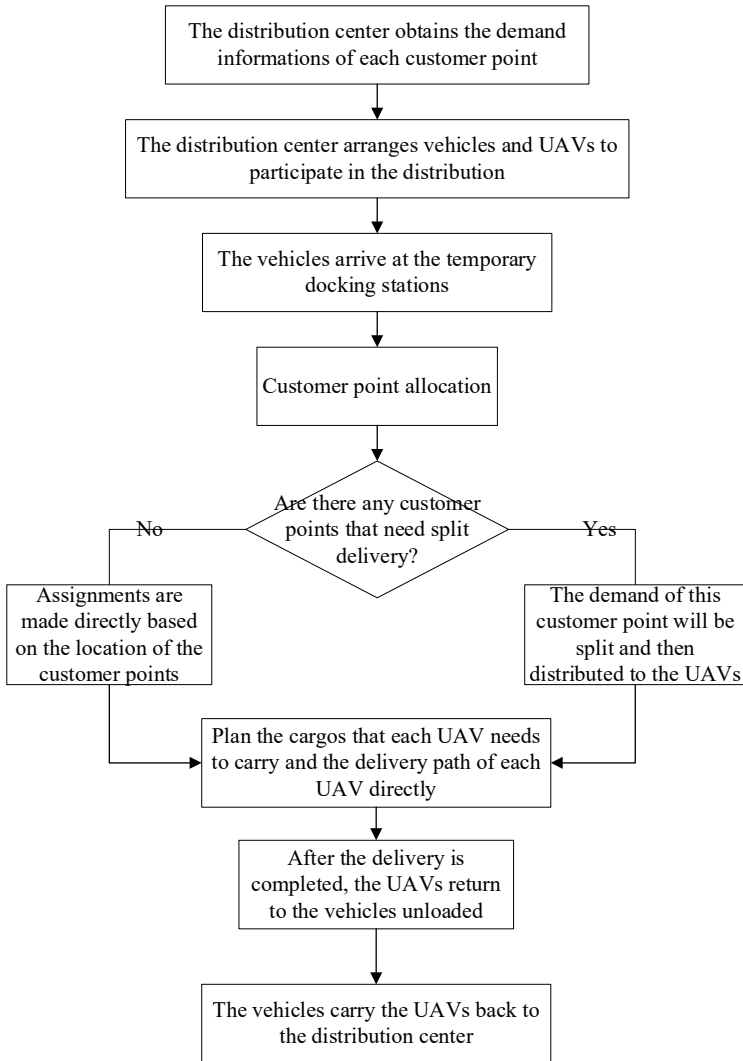 The distribution center obtains the demand
informations of each customer point
The distribution center arranges vehicles and UAVs to
participate in the distribution
The vehicles arrive at the temporary
docking stations
Customer point allocation
Are there any customer
points that need split
delivery?
No
Yes
Assignments are
made directly based
on the location of the
customer points
The demand of this
customer point will be
split and then
distributed to the UAVs
Plan the cargos that each UAV needs
to carry and the delivery path of each
UAV directly
After the delivery is
completed, the UAVs return
to the vehicles unloaded
The vehicles carry the UAVs back to
the distribution center